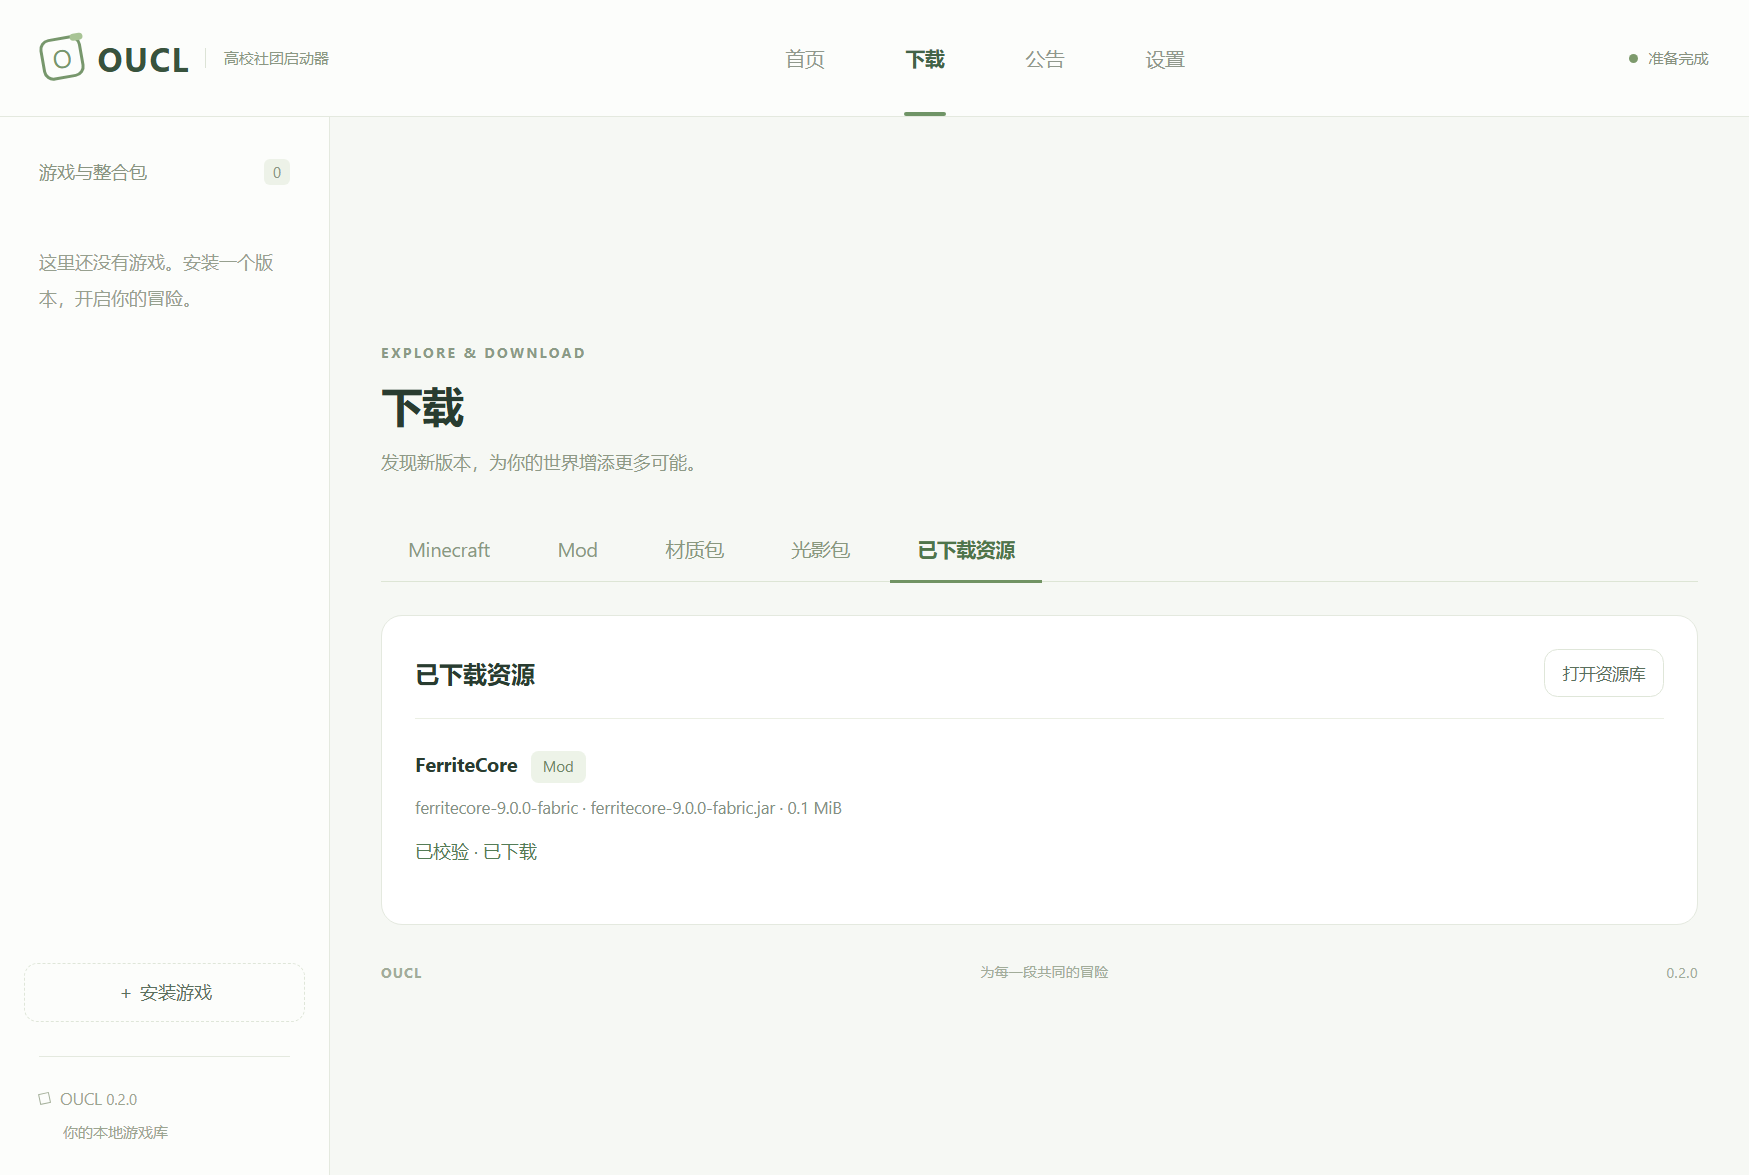 O OUCL 高校社团启动器
首页 下载 公告 设置
准备完成
游戏与整合包 0
这里还没有游戏。安装一个版
本，开启你的冒险。
+ 安装游戏
OUCL 0.2.0
你的本地游戏库
EXPLORE & DOWNLOAD
下载
发现新版本，为你的世界增添更多可能。
Minecraft Mod 材质包 光影包 已下载资源
已下载资源 打开资源库
FerriteCore Mod
ferritecore-9.0.0-fabric · ferritecore-9.0.0-fabric.jar · 0.1 MiB
已校验 · 已下载
OUCL 为每一段共同的冒险 0.2.0